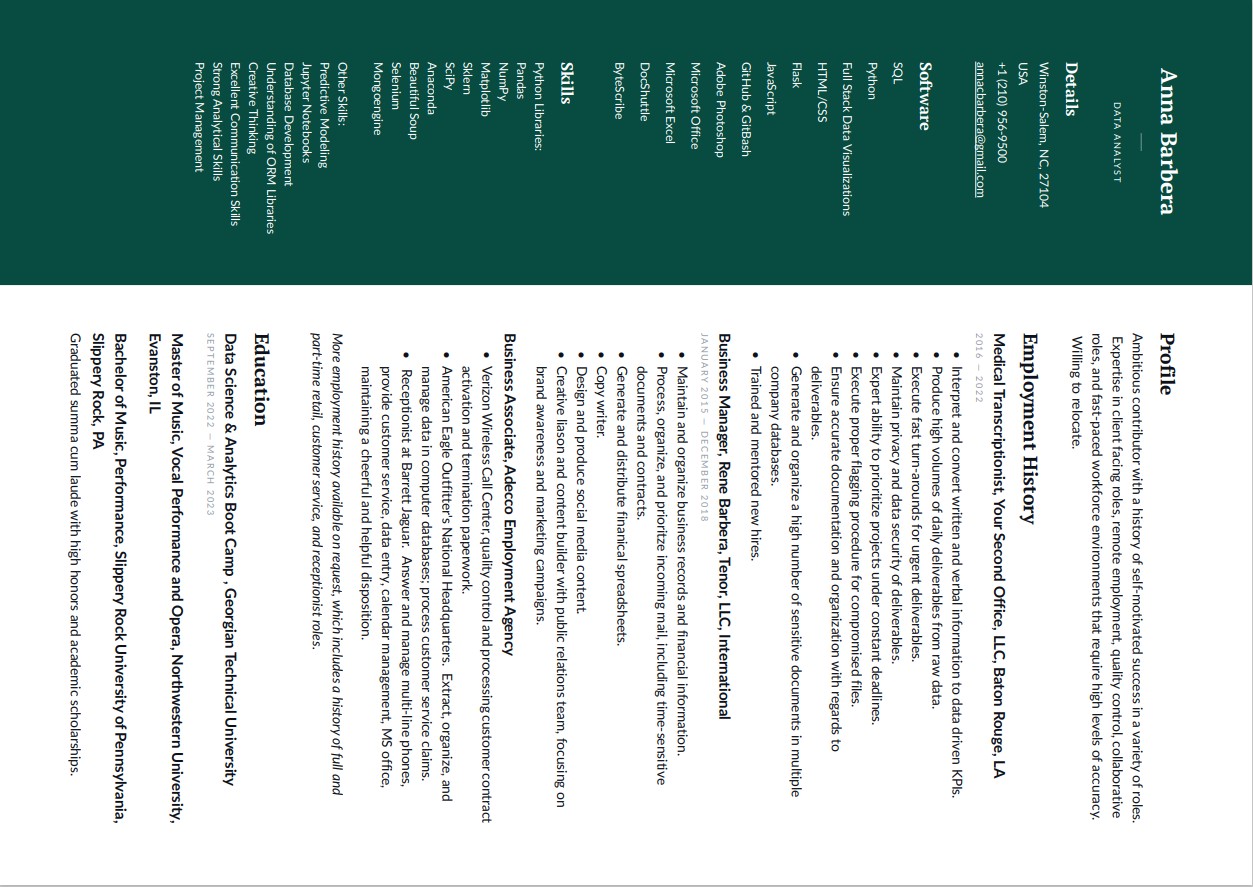 Anna Barbera
DATA ANALYST
Details
Winston-Salem, NC, 27104
USA
+1 (210) 956-9500
annacbarbera@gmail.com
Software
SQL
Python
Full Stack Data Visualizations
HTML/CSS
Flask
JavaScript
GitHub & GitBash
Adobe Photoshop
Microsoft Office
Microsoft Excel
DocShuttle
ByteScribe
Skills
Python Libraries:
Pandas
NumPy
Matplotlib
Sklern
SciPy
Anaconda
Beautiful Soup
Selenium
Mongoengine
Other Skills:
Predictive Modeling
Jupyter Notebooks
Database Development
Understanding of ORM Libraries
Creative Thinking
Excellent Communication Skills
Strong Analytical Skills
Project Management
Profile
Ambitious contributor with a history of self-motivated success in a variety of roles.
Expertise in client facing roles, remote employment, quality control, collaborative
roles, and fast-paced workforce environments that require high levels of accuracy.
Willing to relocate.
Employment History
Medical Transcriptionist, Your Second Office, LLC, Baton Rouge, LA
2016 — 2022
• Interpret and convert written and verbal information to data driven KPIs.
• Produce high volumes of daily deliverables from raw data.
• Execute fast turn-arounds for urgent deliverables.
• Maintain privacy and data security of deliverables.
• Expert ability to prioritize projects under constant deadlines.
• Execute proper flagging procedure for compromised files.
• Ensure accurate documentation and organization with regards to
deliverables.
• Generate and organize a high number of sensitive documents in multiple
company databases.
• Trained and mentored new hires.
Business Manager, Rene Barbera, Tenor, LLC, International
JANUARY 2015 — DECEMBER 2018
• Maintain and organize business records and financial information.
• Process, organize, and prioritze incoming mail, including time-sensitive
documents and contracts.
• Generate and distribute finanical spreadsheets.
• Copy writer.
• Design and produce social media content.
• Creative liason and content builder with public relations team, focusing on
brand awareness and marketing campaigns.
Business Associate, Adecco Employment Agency
• Verizon Wireless Call Center, quality control and processing customer contract
activation and termination paperwork.
• American Eagle Outfitter's National Headquarters.  Extract, organize, and
manage data in computer databases; process customer service claims.
• Receptionist at Barrett Jaguar.  Answer and manage multi-line phones,
provide customer service, data entry, calendar management, MS office,
maintaining a cheerful and helpful disposition.
More employment history available on request, which includes a history of full and
part-time retail, customer service, and receptionist roles.
Education
Data Science & Analytics Boot Camp , Georgian Technical University
SEPTEMBER 2022 — MARCH 2023
Master of Music, Vocal Performance and Opera, Northwestern University,
Evanston, IL
Bachelor of Music, Performance, Slippery Rock University of Pennsylvania,
Slippery Rock, PA
Graduated summa cum laude with high honors and academic scholarships.